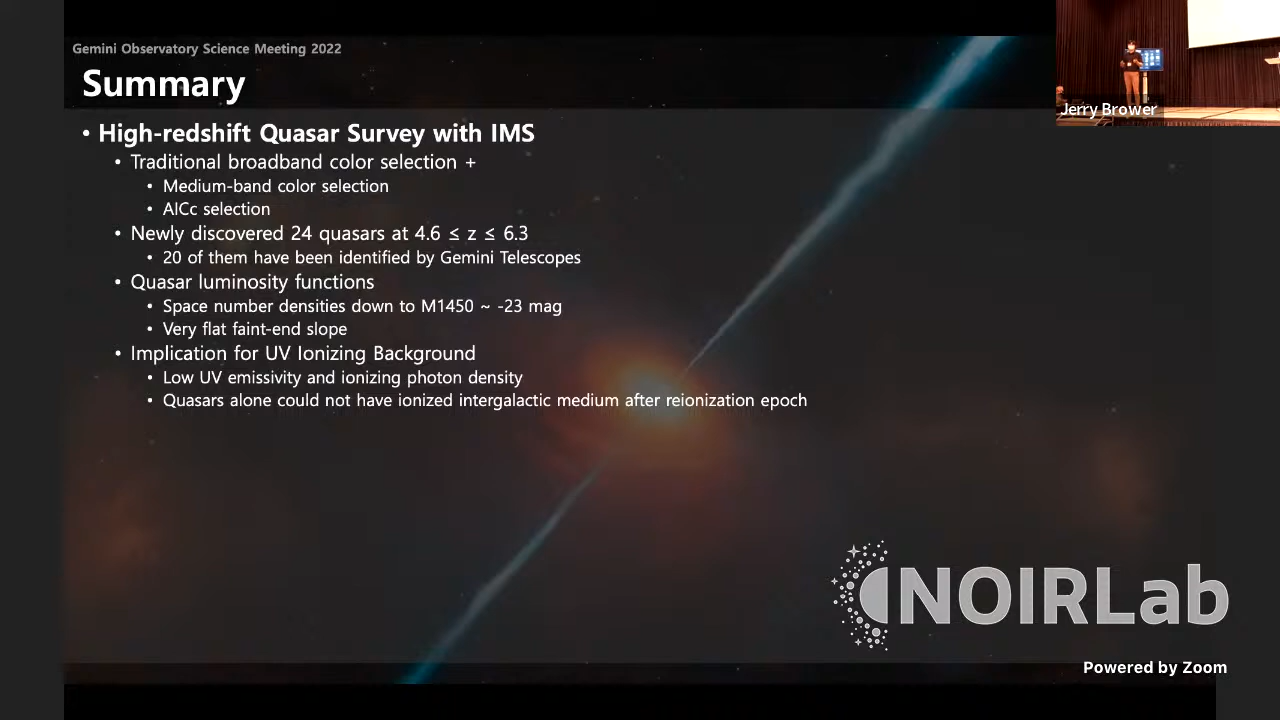 Gemini Observatory Science Meeting 2022
Summary
• High-redshift Quasar Survey with IMS
• Traditional broadband color selection +
• Medium-band color selection
• AICc selection
• Newly discovered 24 quasars at 4.6 ≤ z ≤ 6.3
• 20 of them have been identified by Gemini Telescopes
• Quasar luminosity functions
• Space number densities down to M1450 ~ -23 mag
• Very flat faint-end slope
• Implication for UV Ionizing Background
• Low UV emissivity and ionizing photon density
• Quasars alone could not have ionized intergalactic medium after reionization epoch
Jerry Brower
NOIRLab
Powered by Zoom